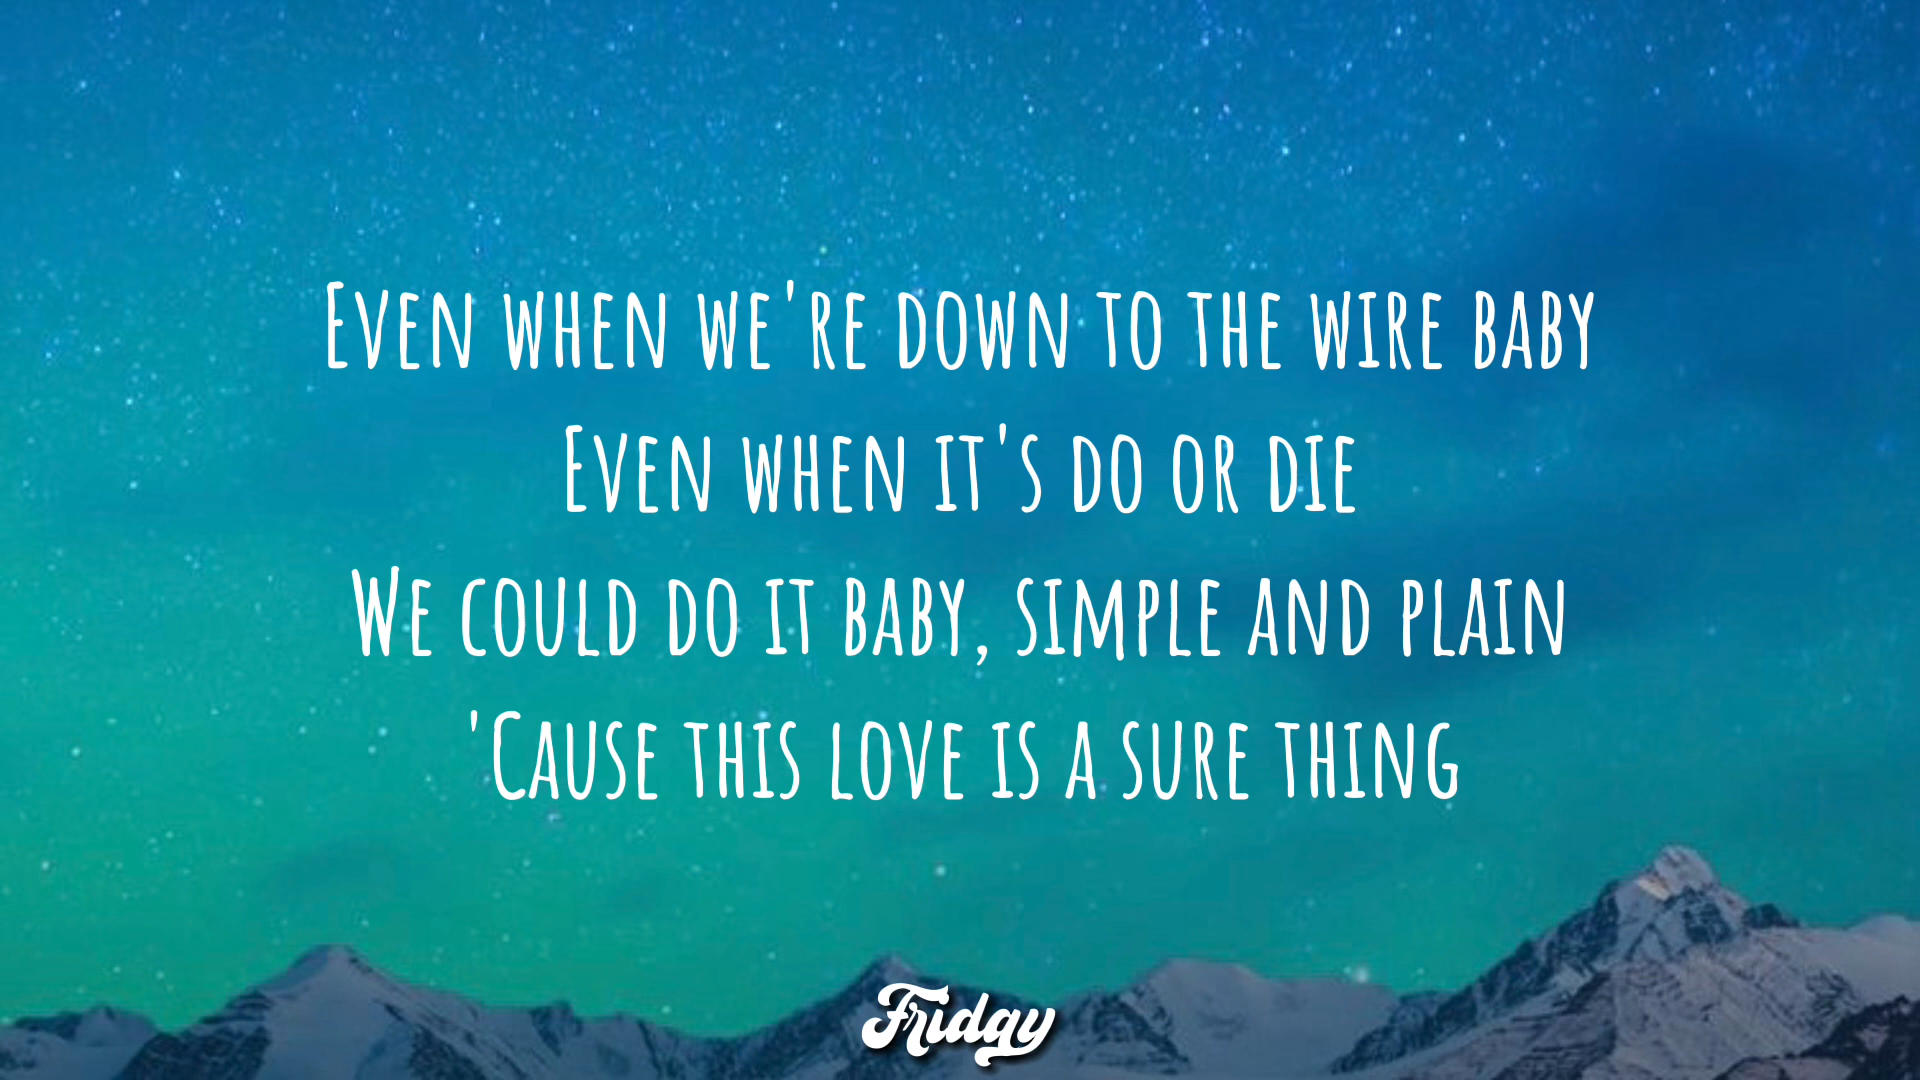 Even when we're down to the wire baby
Even when it's do or die
We could do it baby, simple and plain
'Cause this love is a sure thing
Friday